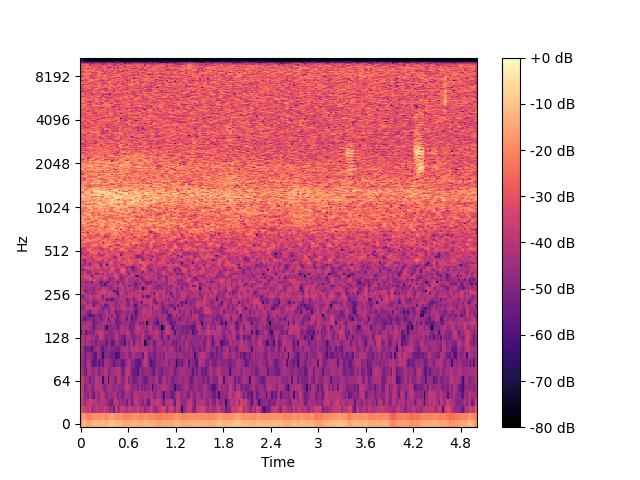 8192
4096
2048
1024
512
256
128
64
0
Hz
0 0.6 1.2 1.8 2.4 3 3.6 4.2 4.8
Time
+0 dB
-10 dB
-20 dB
-30 dB
-40 dB
-50 dB
-60 dB
-70 dB
-80 dB